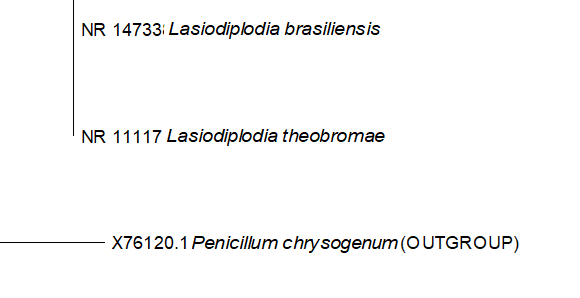 NR 14733 Lasiodiplodia brasiliensis
NR 11117 Lasiodiplodia theobromae
X76120.1 Penicillum chrysogenum (OUTGROUP)